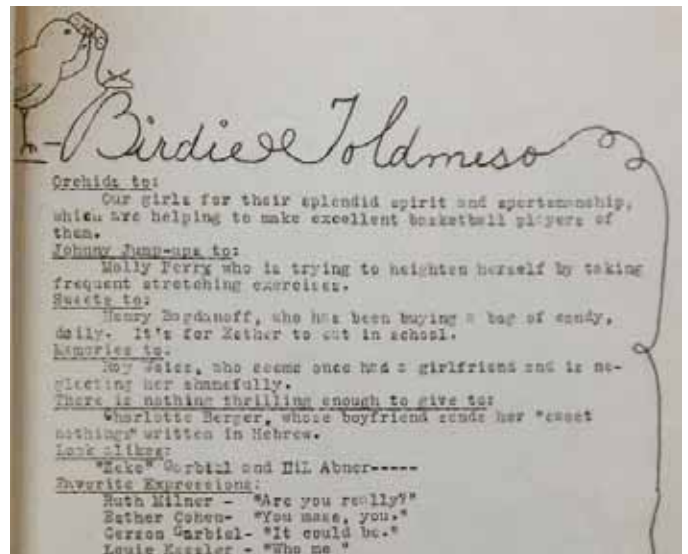 Birdie Toldmeso
Orchids to:
Our girls for their splendid spirit and sportsmanship,
which are helping to make excellent basketball players of
them.
Johnny Jump-ups to:
Molly Perry who is trying to heighten herself by taking
frequent stretching exercises.
Sweets to:
Henry Bogdanoff, who has been buying a bag of candy,
daily. It's for Esther to eat in school.
Memories to:
Roy Weiss, who seems once had a girlfriend and is ne-
glecting her shamefully.
There is nothing thrilling enough to give to:
Charlotte Berger, whose boyfriend sends her "sweet
nothings" written in Hebrew.
Look alikes:
"Zeke" Garbial and Lil Abner-----
Favorite Expressions:
Ruth Milner - "Are you really?"
Esther Cohen- "You make, you."
Gerson Garbiel- "It could be."
Louie Kessler - "Who me "